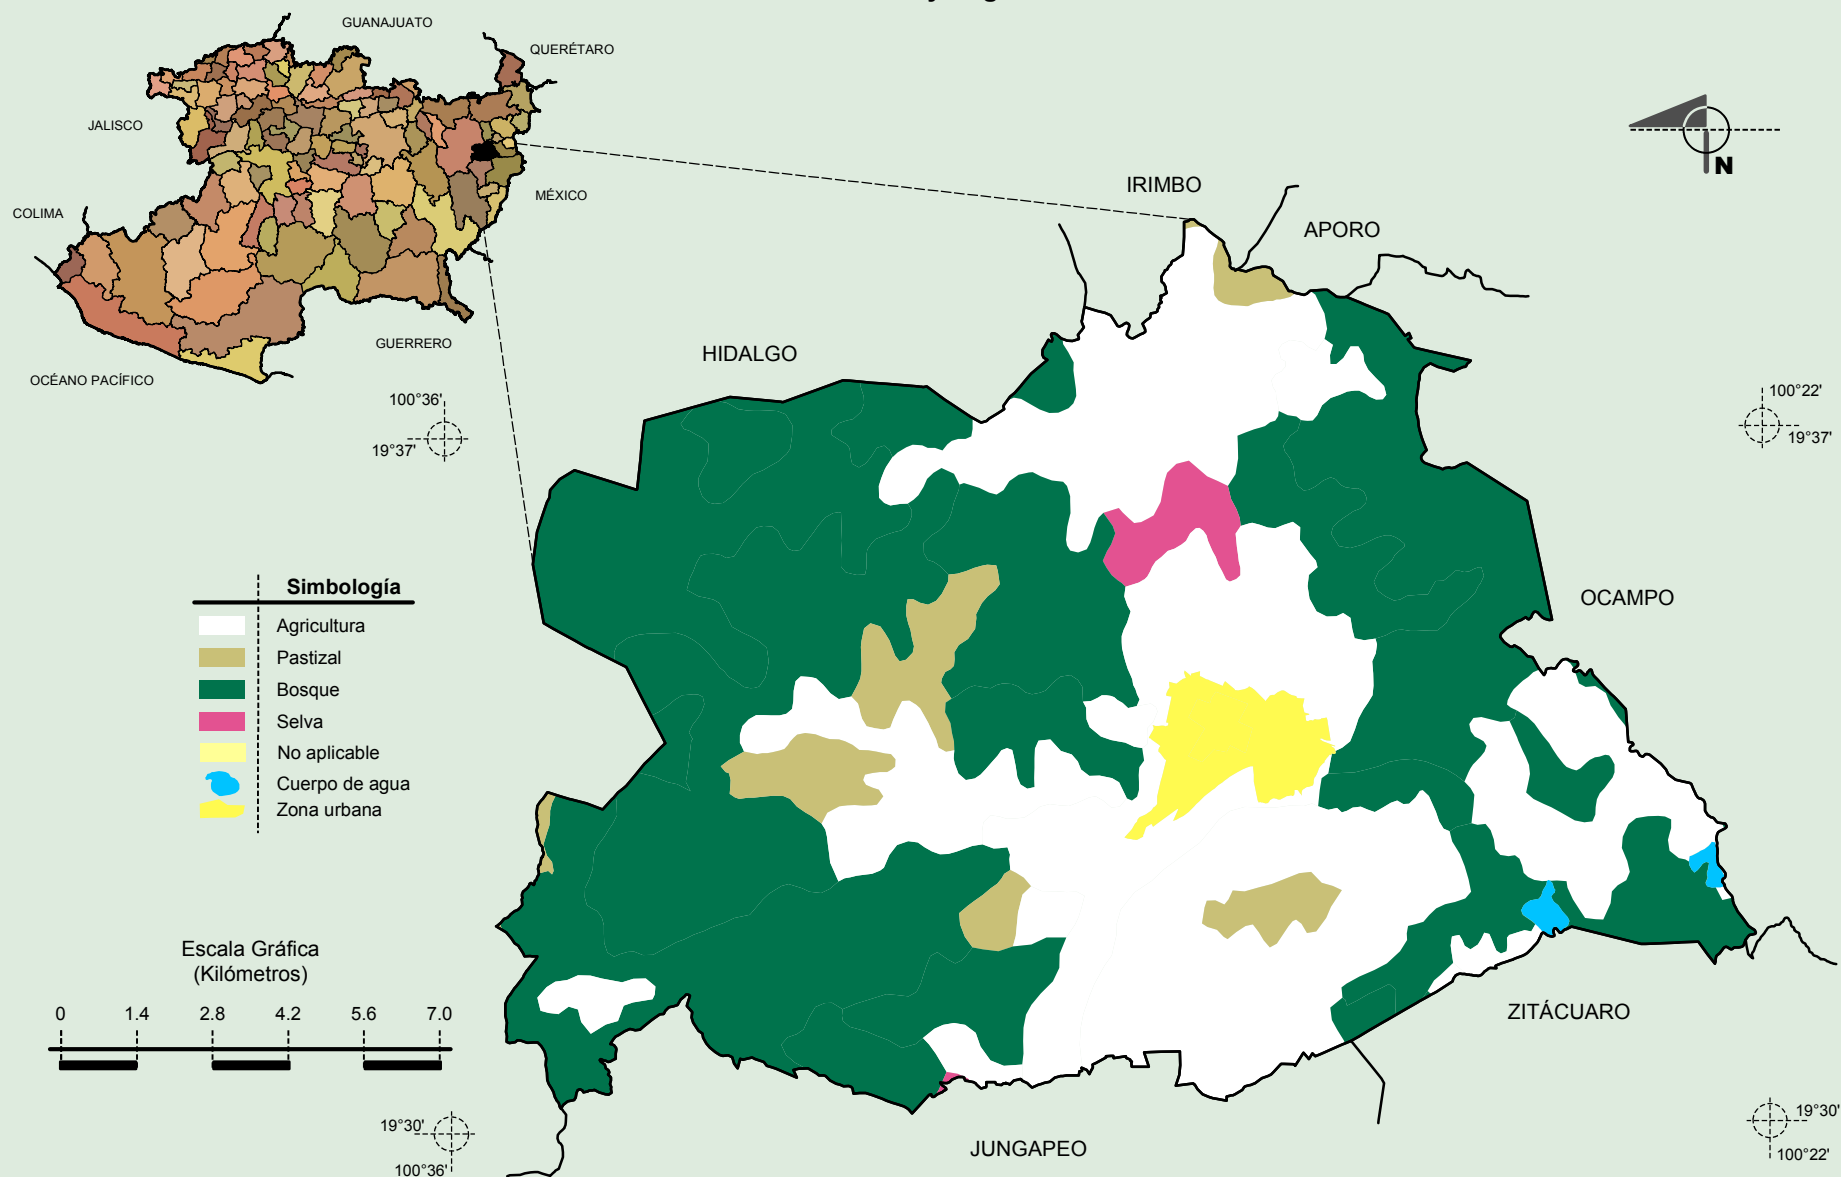 GUANAJUATO
QUERÉTARO
JALISCO
MÉXICO
COLIMA
GUERRERO
OCÉANO PACÍFICO
N
IRIMBO
APORO
HIDALGO
OCAMPO
ZITÁCUARO
JUNGAPEO
100°36'
19°37'
100°22'
19°37'
Simbología
Agricultura
Pastizal
Bosque
Selva
No aplicable
Cuerpo de agua
Zona urbana
Escala Gráfica
(Kilómetros)
0 1.4 2.8 4.2 5.6 7.0
19°30'
100°36'
19°30'
100°22'